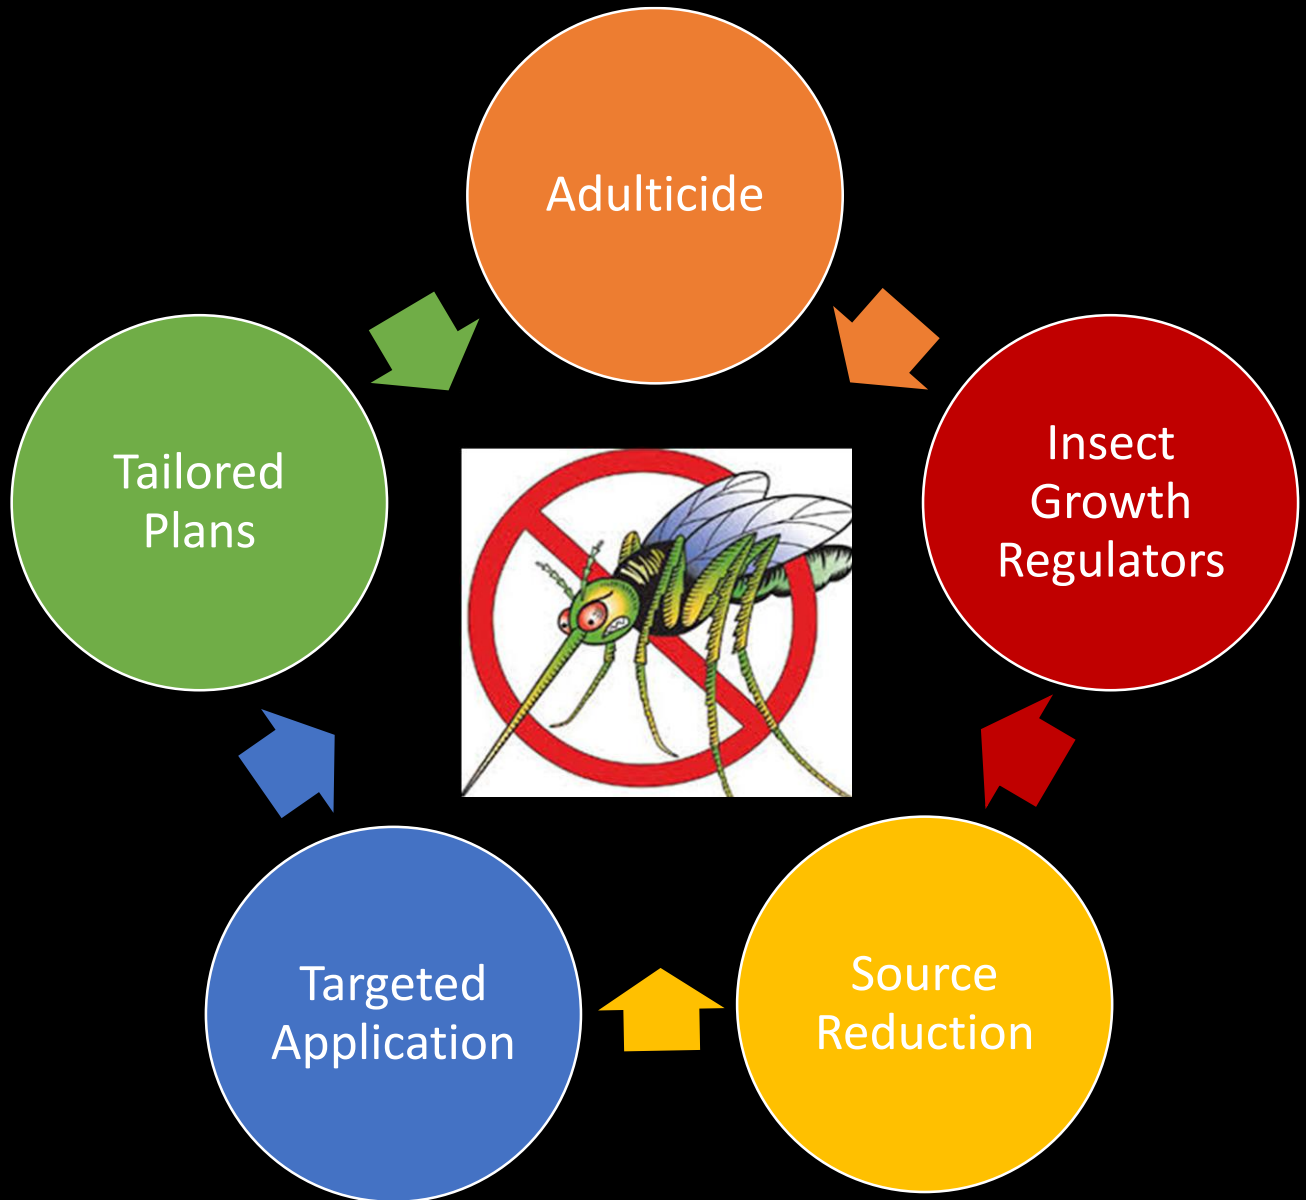 Adulticide
Insect
Growth
Regulators
Source
Reduction
Targeted
Application
Tailored
Plans